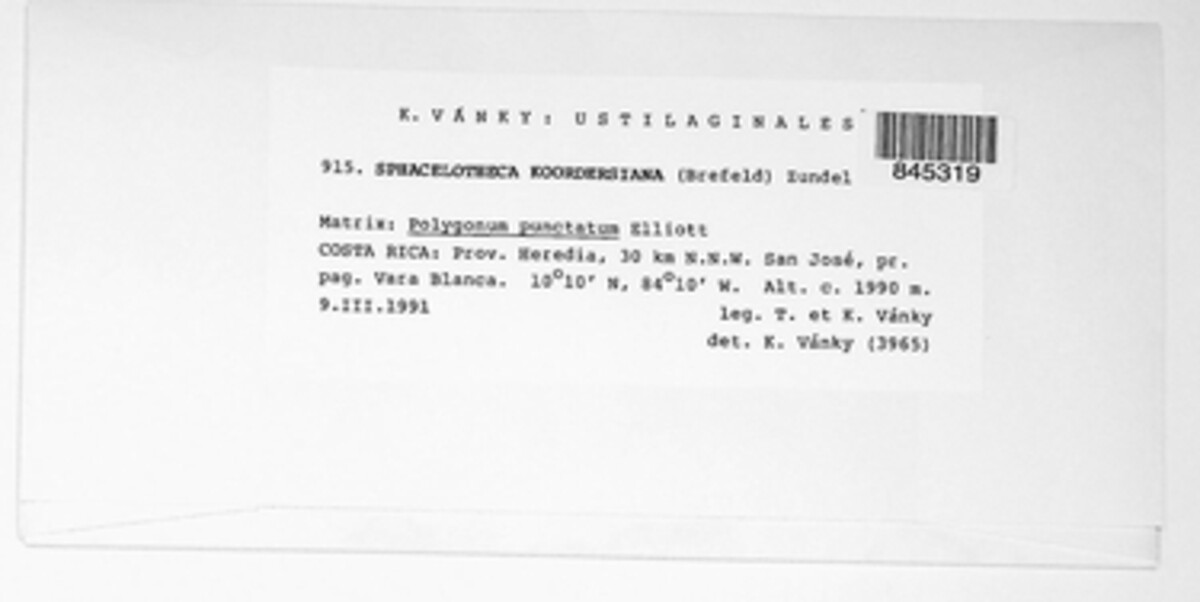 K. VÁNKY: USTILAGINALES
845319
915. SPHACELOTHECA KOORDERSIANA (Brefeld) Zundel
Matrix: Polygonum punctatum Elliott
COSTA RICA: Prov. Heredia, 30 km N.N.W. San José, pr.
pag. Vara Blanca. 10°10' N, 84°10' W. Alt. c. 1990 m.
9.III.1991 leg. T. et K. Vánky
det. K. Vánky (3965)